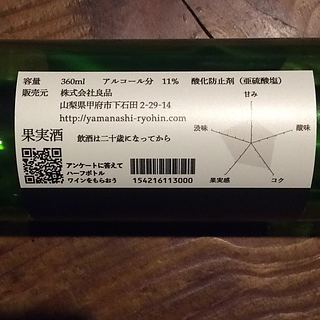 容量 360ml アルコール分 11% 酸化防止剤（亜硫酸塩）
販売元 株式会社良品
山梨県甲府市下石田 2-29-14
http://yamanashi-ryohin.com
果実酒 飲酒は二十歳になってから
アンケートに答えて
ハーフボトル
ワインをもらおう
154216113000
甘み
渋味 酸味
果実感 コク